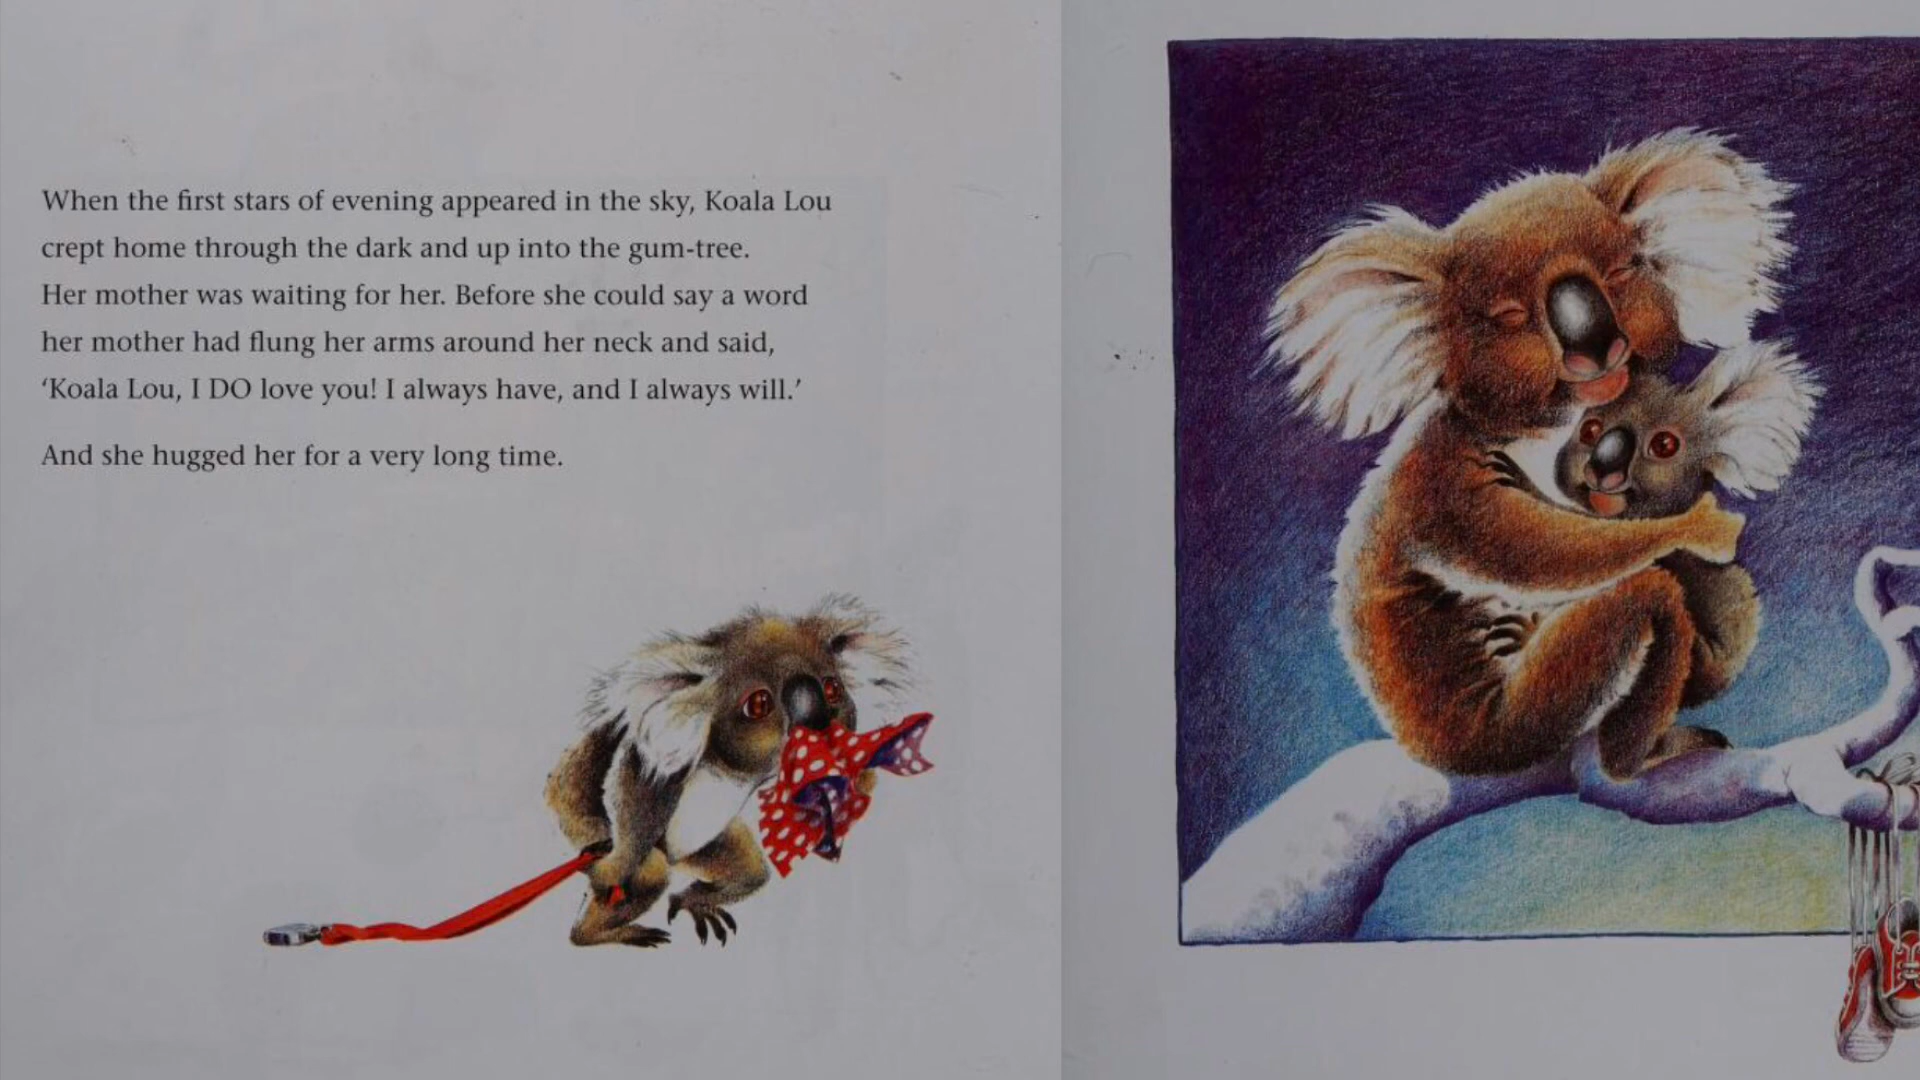 When the first stars of evening appeared in the sky, Koala Lou
crept home through the dark and up into the gum-tree.
Her mother was waiting for her. Before she could say a word
her mother had flung her arms around her neck and said,
‘Koala Lou, I DO love you! I always have, and I always will.’
And she hugged her for a very long time.